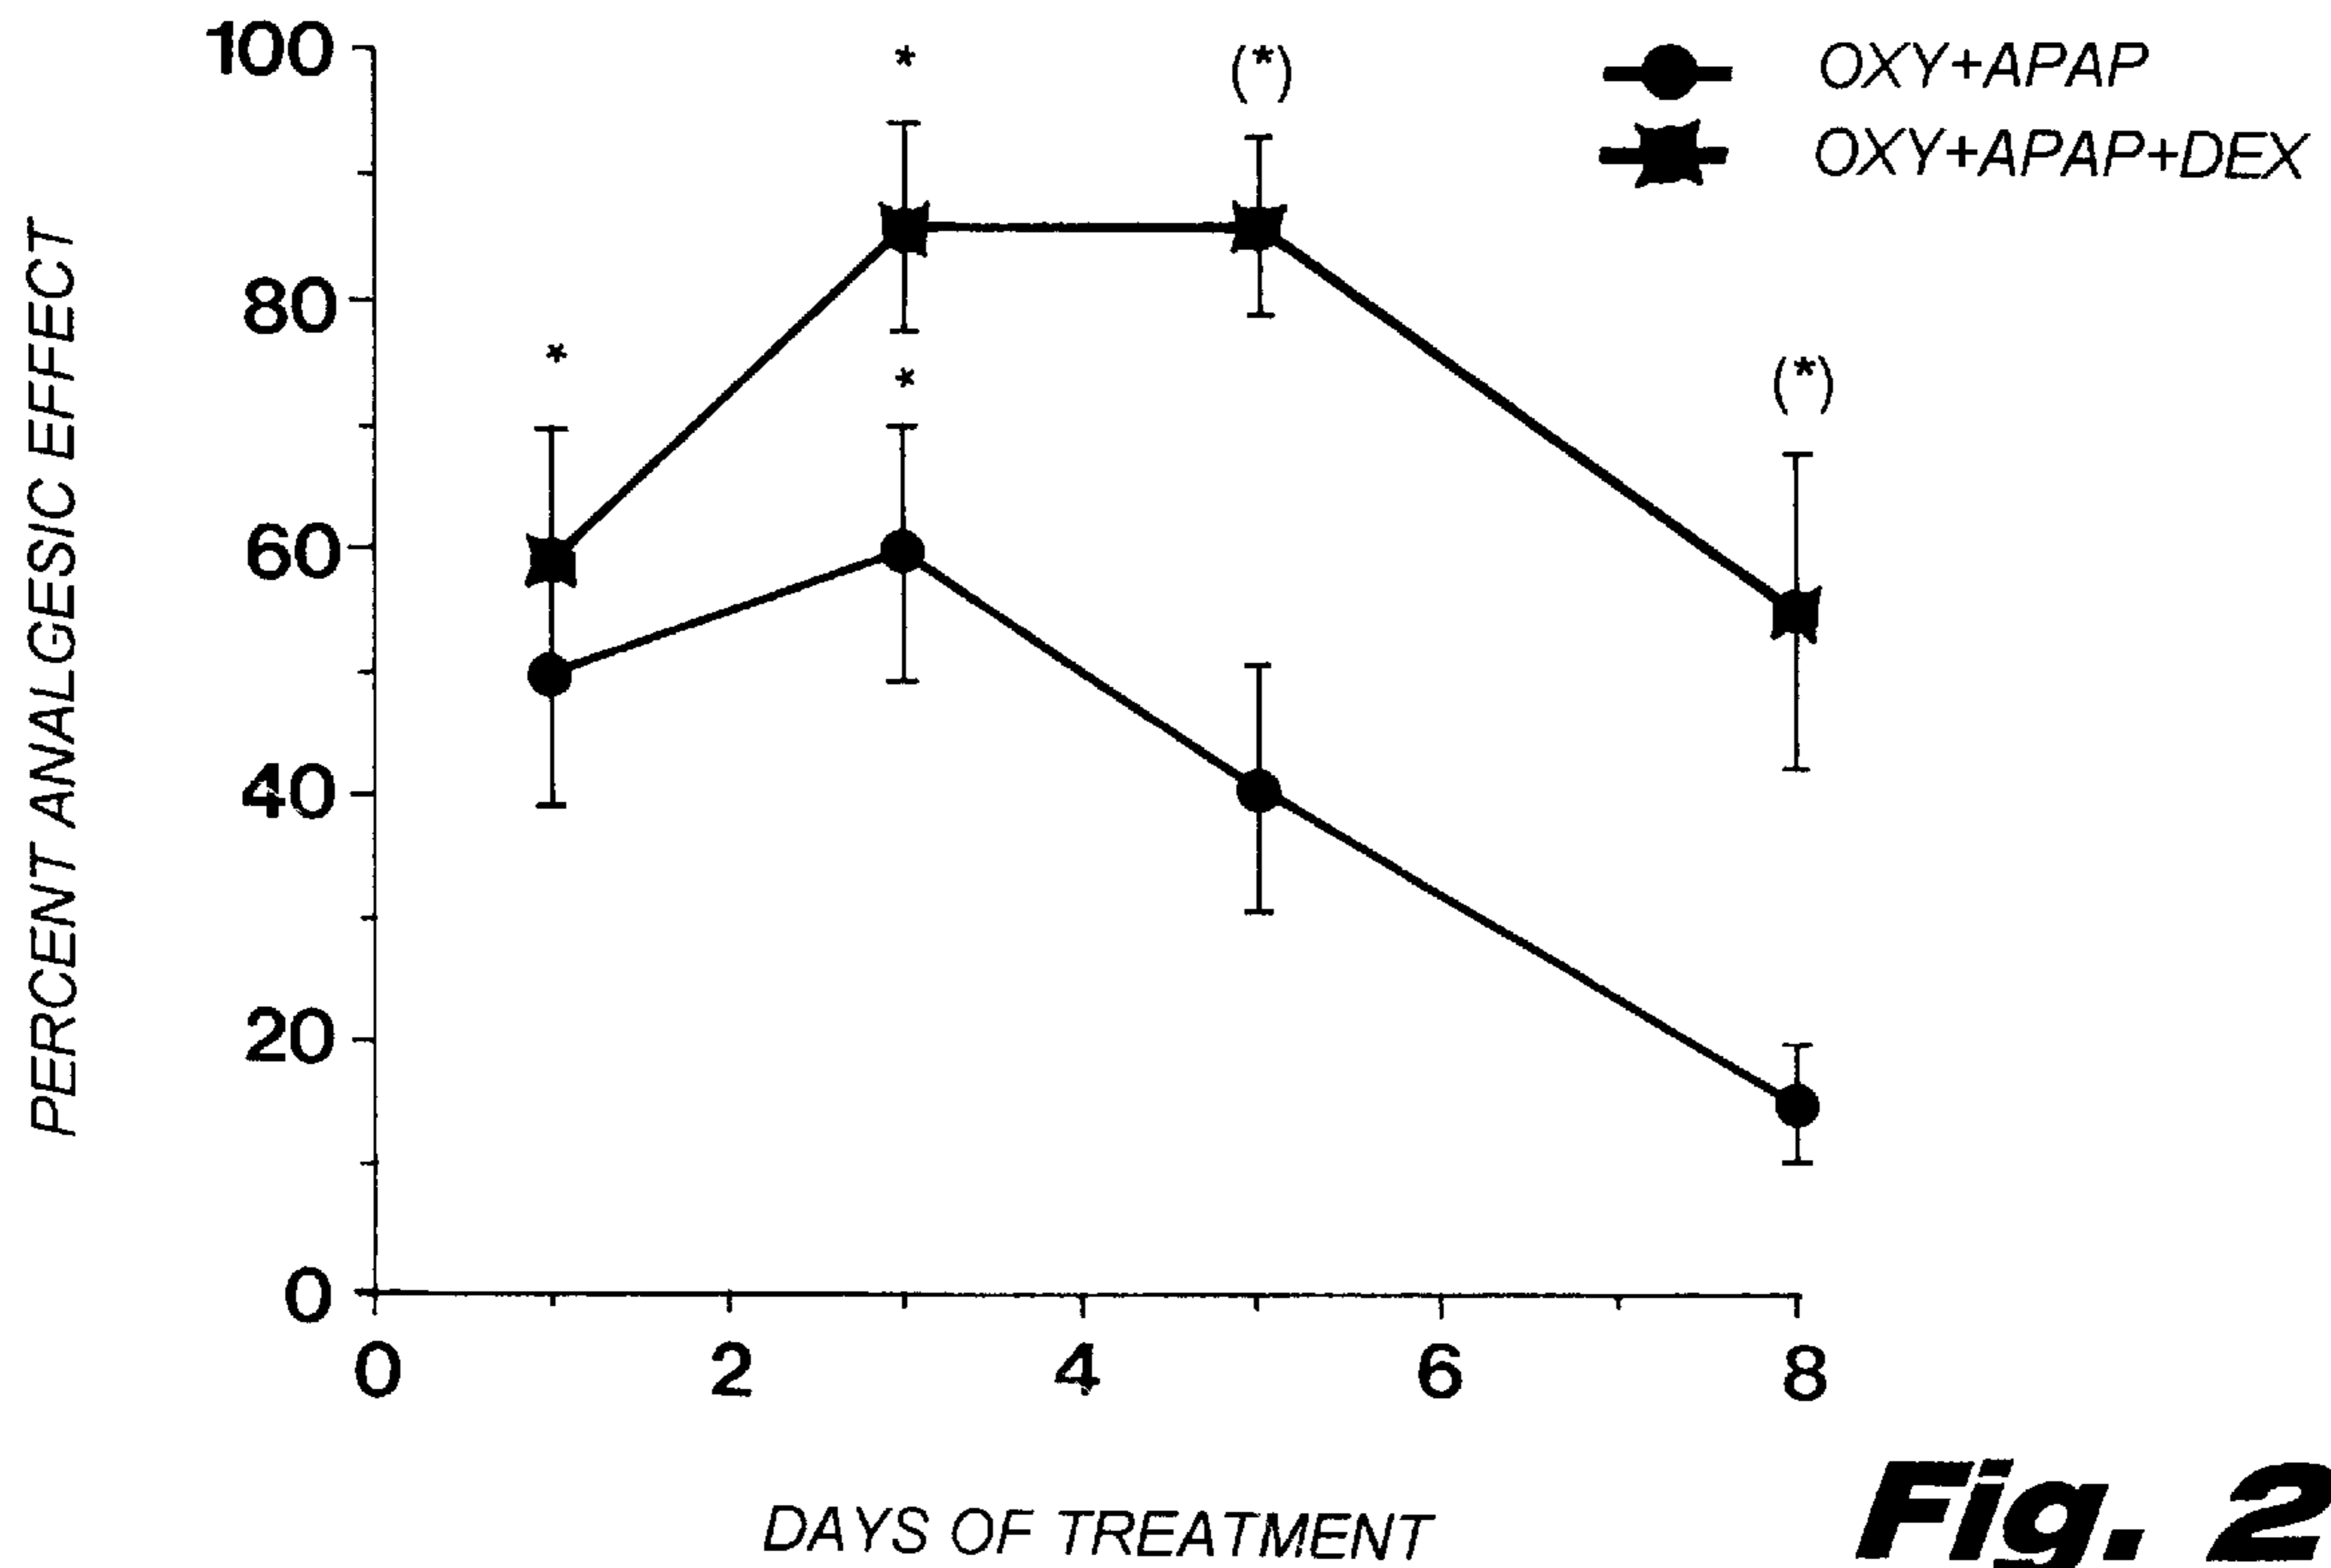 OXY+APAP
OXY+APAP+DEX
PERCENT ANALGESIC EFFECT
100
80
60
40
20
0
*
(*)
*
*
(*)
0 2 4 6 8
DAYS OF TREATMENT
Fig. 2